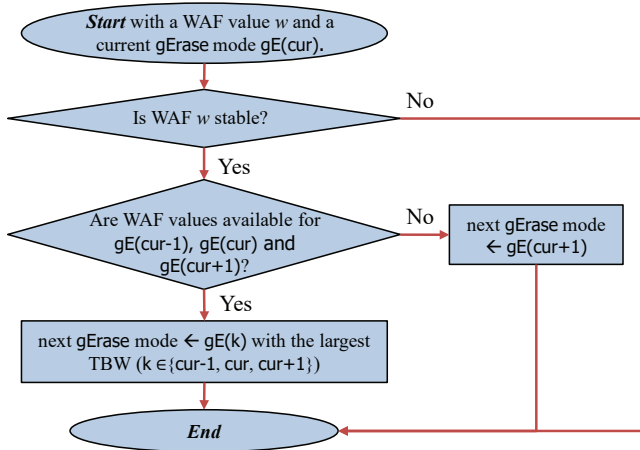 Start with a WAF value w and a
current gErase mode gE(cur).
No
Is WAF w stable?
Yes
Are WAF values available for
gE(cur-1), gE(cur) and
gE(cur+1)?
No
next gErase mode
← gE(cur+1)
Yes
next gErase mode ← gE(k) with the largest
TBW (k ∈{cur-1, cur, cur+1})
End